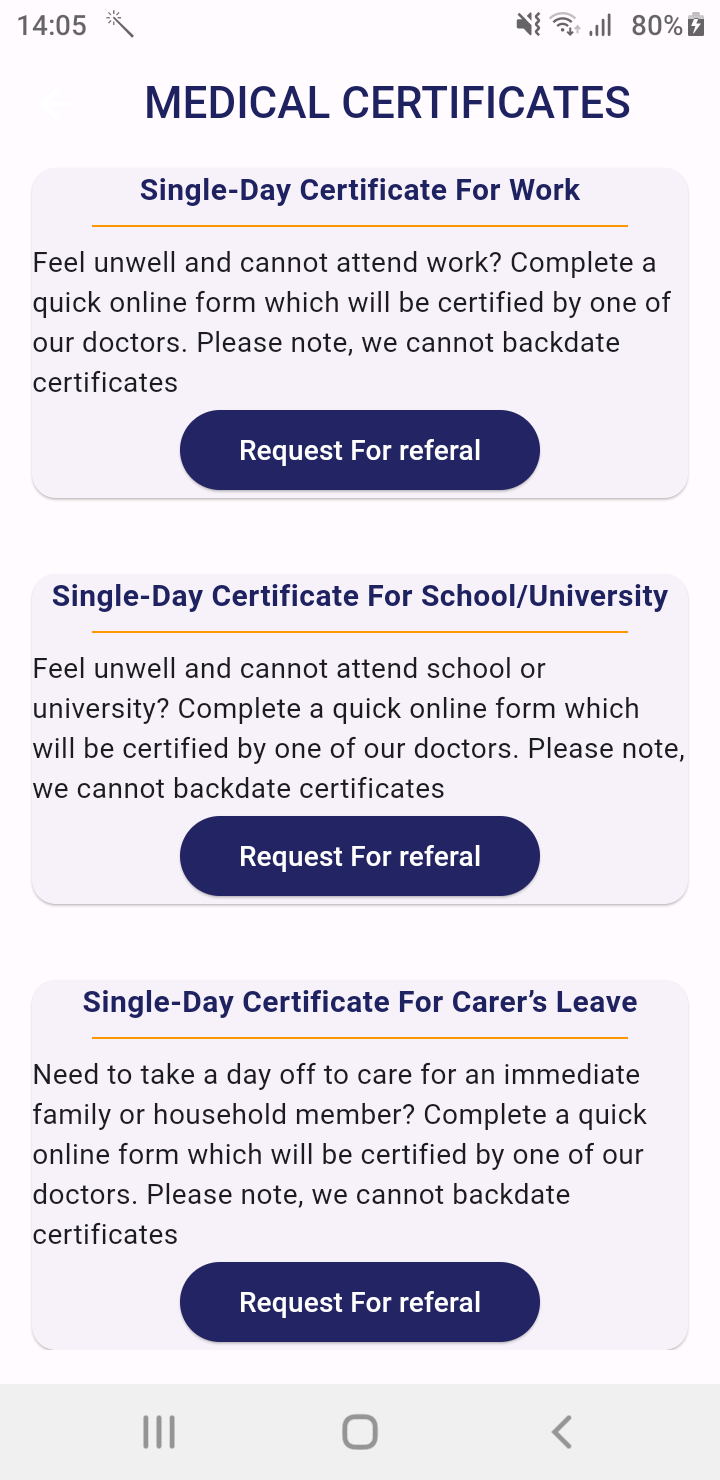 14:05
80%
MEDICAL CERTIFICATES
Single-Day Certificate For Work
Feel unwell and cannot attend work? Complete a
quick online form which will be certified by one of
our doctors. Please note, we cannot backdate
certificates
Request For referal
Single-Day Certificate For School/University
Feel unwell and cannot attend school or
university? Complete a quick online form which
will be certified by one of our doctors. Please note,
we cannot backdate certificates
Request For referal
Single-Day Certificate For Carer’s Leave
Need to take a day off to care for an immediate
family or household member? Complete a quick
online form which will be certified by one of our
doctors. Please note, we cannot backdate
certificates
Request For referal